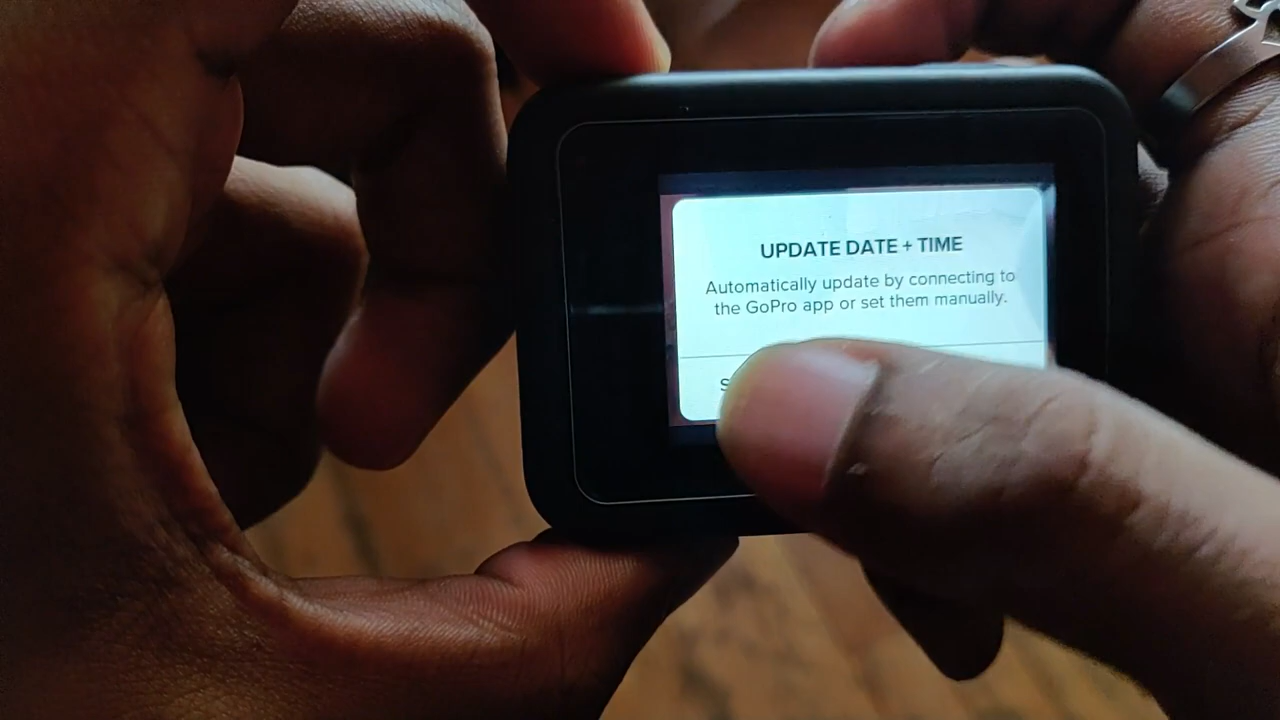 UPDATE DATE + TIME
Automatically update by connecting to
the GoPro app or set them manually.